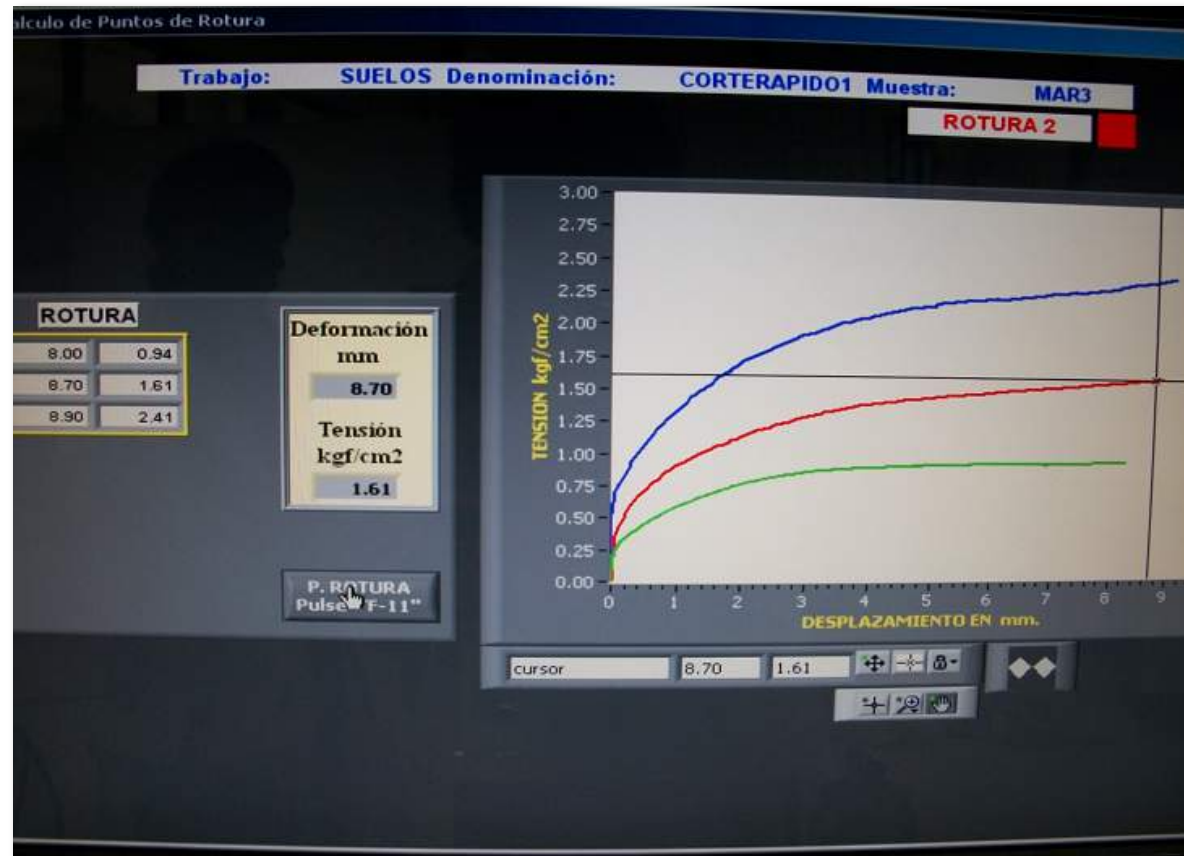 alculo de Puntos de Rotura
Trabajo: SUELOS Denominación: CORTERAPIDO1 Muestra: MAR3
ROTURA 2
ROTURA
8.00 0.94
8.70 1.61
8.90 2.41
Deformación
mm
8.70
Tensión
kgf/cm2
1.61
P. ROTURA
Pulse "F-11"
TENSION kgf/cm2
3.00
2.75
2.50
2.25
2.00
1.75
1.50
1.25
1.00
0.75
0.50
0.25
0.00
0 1 2 3 4 5 6 7 8 9
DESPLAZAMIENTO EN mm.
cursor 8.70 1.61